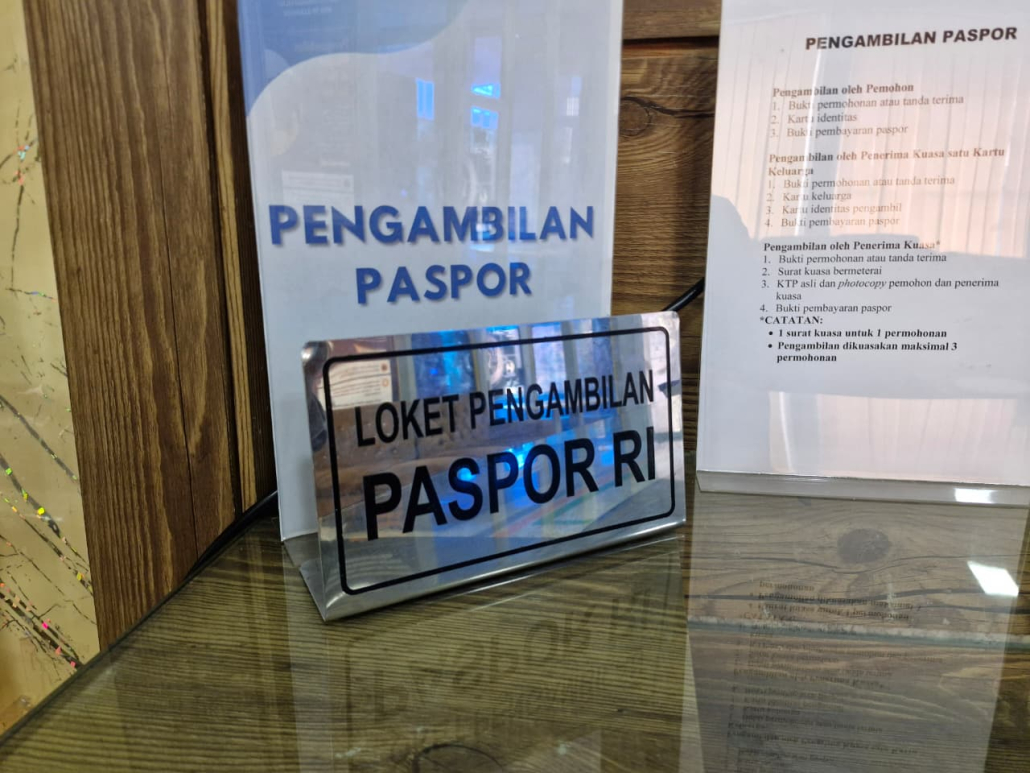 PENGAMBILAN
PASPOR
LOKET PENGAMBILAN
PASPOR RI
PENGAMBILAN PASPOR
Pengambilan oleh Pemohon
1. Bukti permohonan atau tanda terima
2. Kartu identitas
3. Bukti pembayaran paspor
Pengambilan oleh Penerima Kuasa satu Kartu
Keluarga
1. Bukti permohonan atau tanda terima
2. Kartu keluarga
3. Kartu identitas pengambil
4. Bukti pembayaran paspor
Pengambilan oleh Penerima Kuasa*
1. Bukti permohonan atau tanda terima
2. Surat kuasa bermeterai
3. KTP asli dan photocopy pemohon dan penerima
kuasa
4. Bukti pembayaran paspor
*CATATAN:
• 1 surat kuasa untuk 1 permohonan
• Pengambilan dikuasakan maksimal 3
permohonan